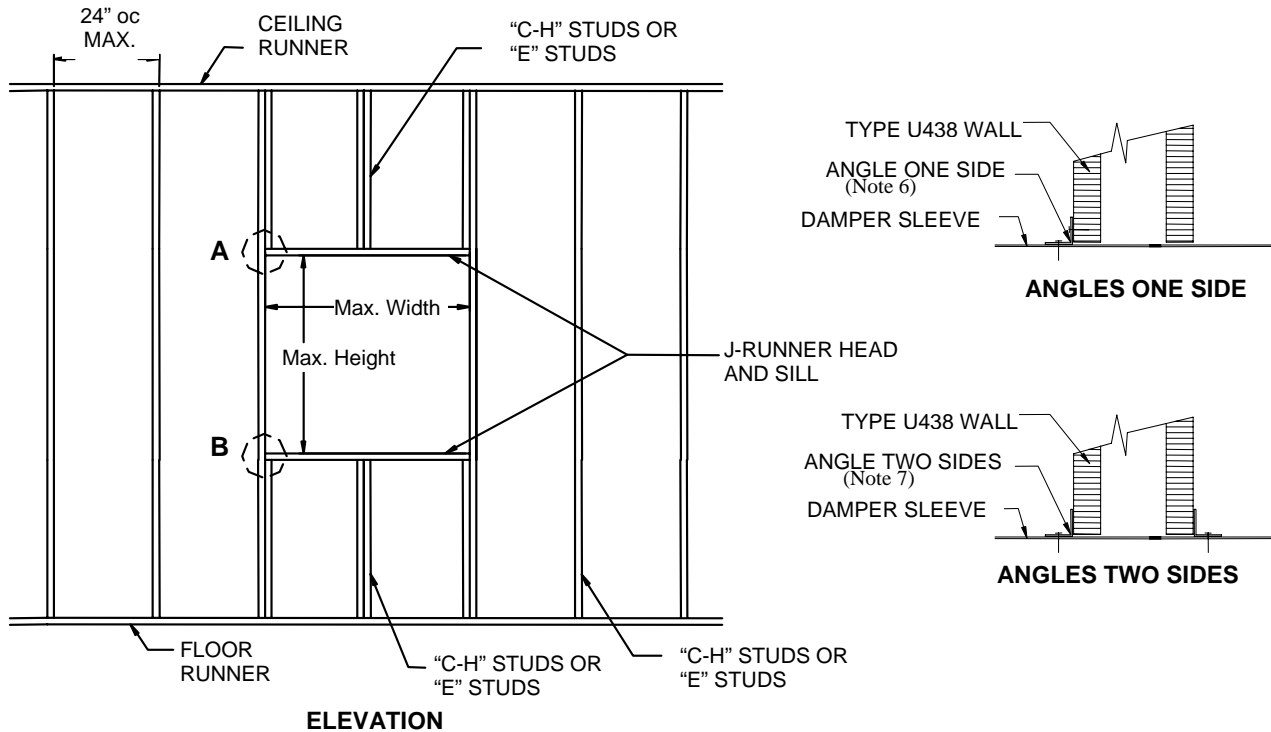 24” oc
MAX.
CEILING
RUNNER
“C-H” STUDS OR
“E” STUDS
A
Max. Width
Max. Height
J-RUNNER HEAD
AND SILL
B
FLOOR
RUNNER
“C-H” STUDS OR
“E” STUDS
“C-H” STUDS OR
“E” STUDS
ELEVATION
TYPE U438 WALL
ANGLE ONE SIDE
(Note 6)
DAMPER SLEEVE
ANGLES ONE SIDE
TYPE U438 WALL
ANGLE TWO SIDES
(Note 7)
DAMPER SLEEVE
ANGLES TWO SIDES